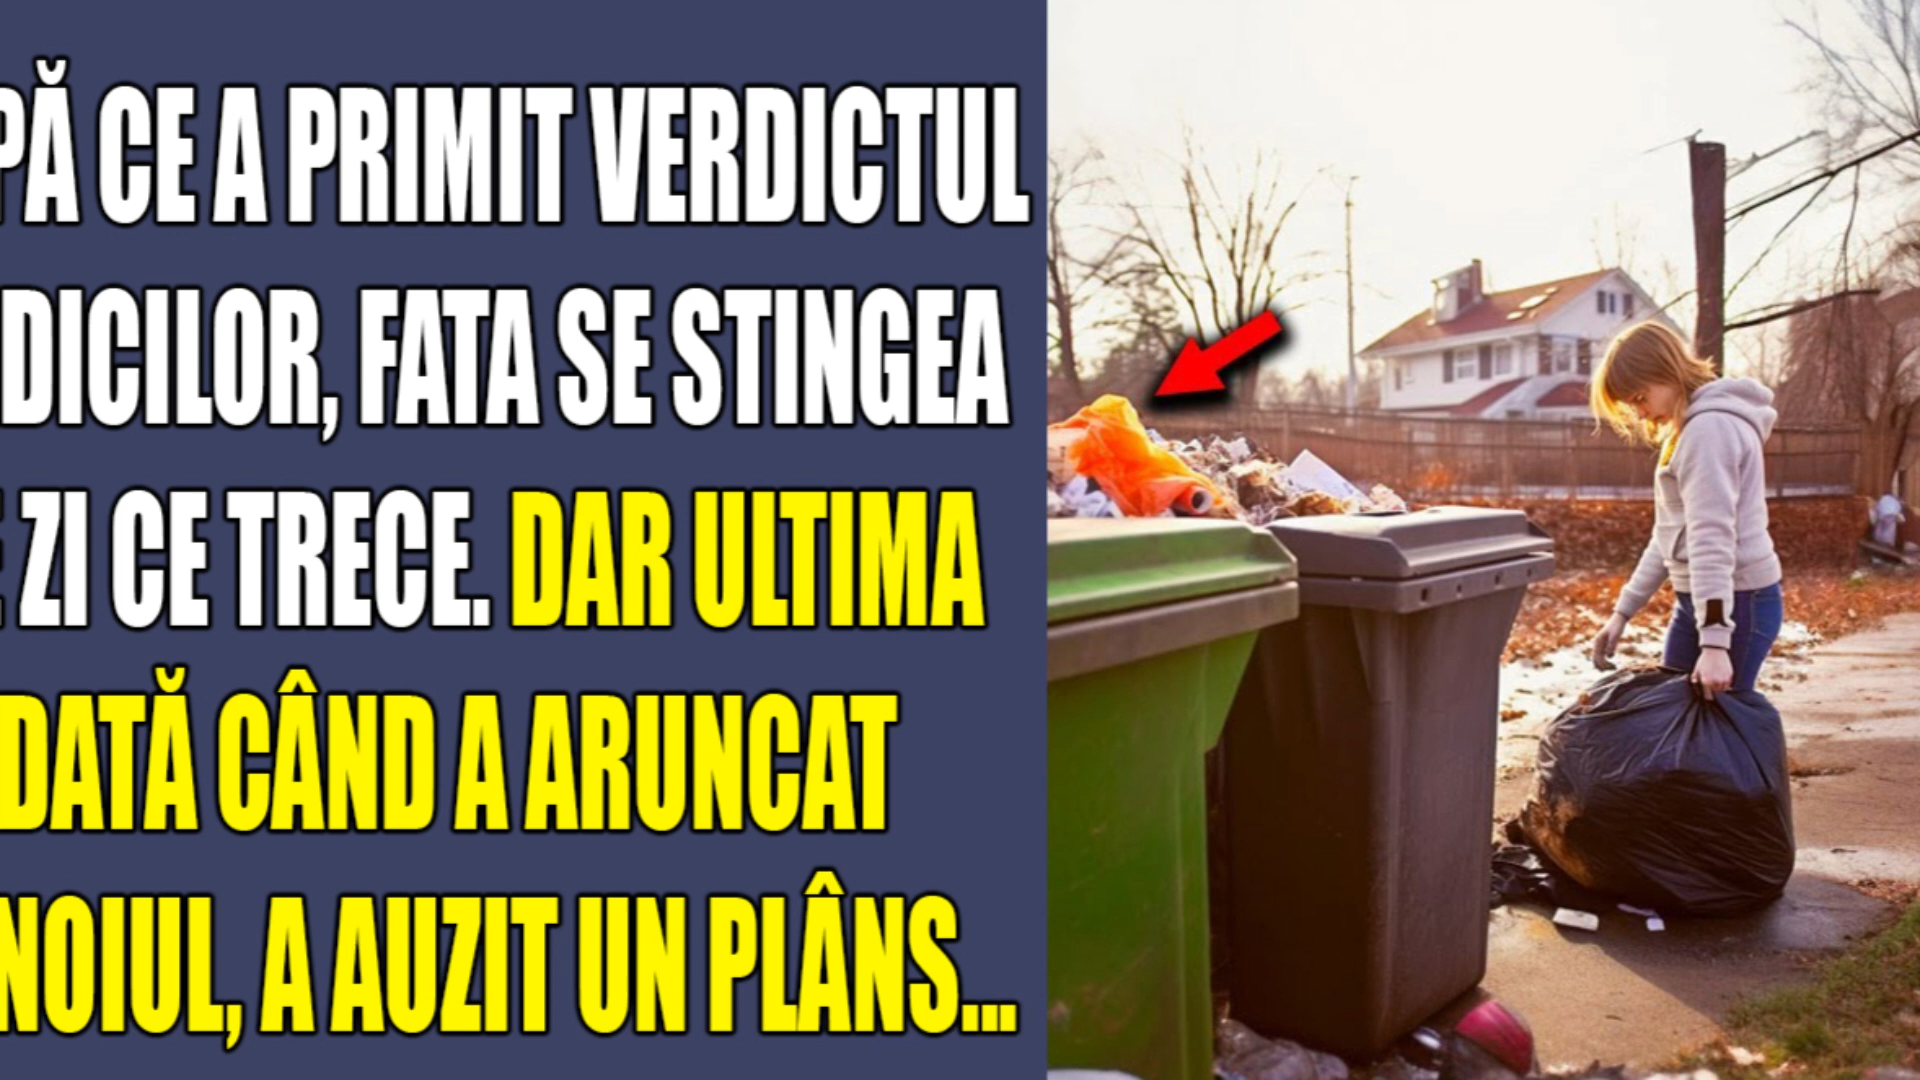 PĂ CE A PRIMIT VERDICTUL
DICILOR, FATA SE STINGEA
E ZI CE TRECE. DAR ULTIMA
DATĂ CÂND A ARUNCAT
NOIUL, A AUZIT UN PLÂNS...